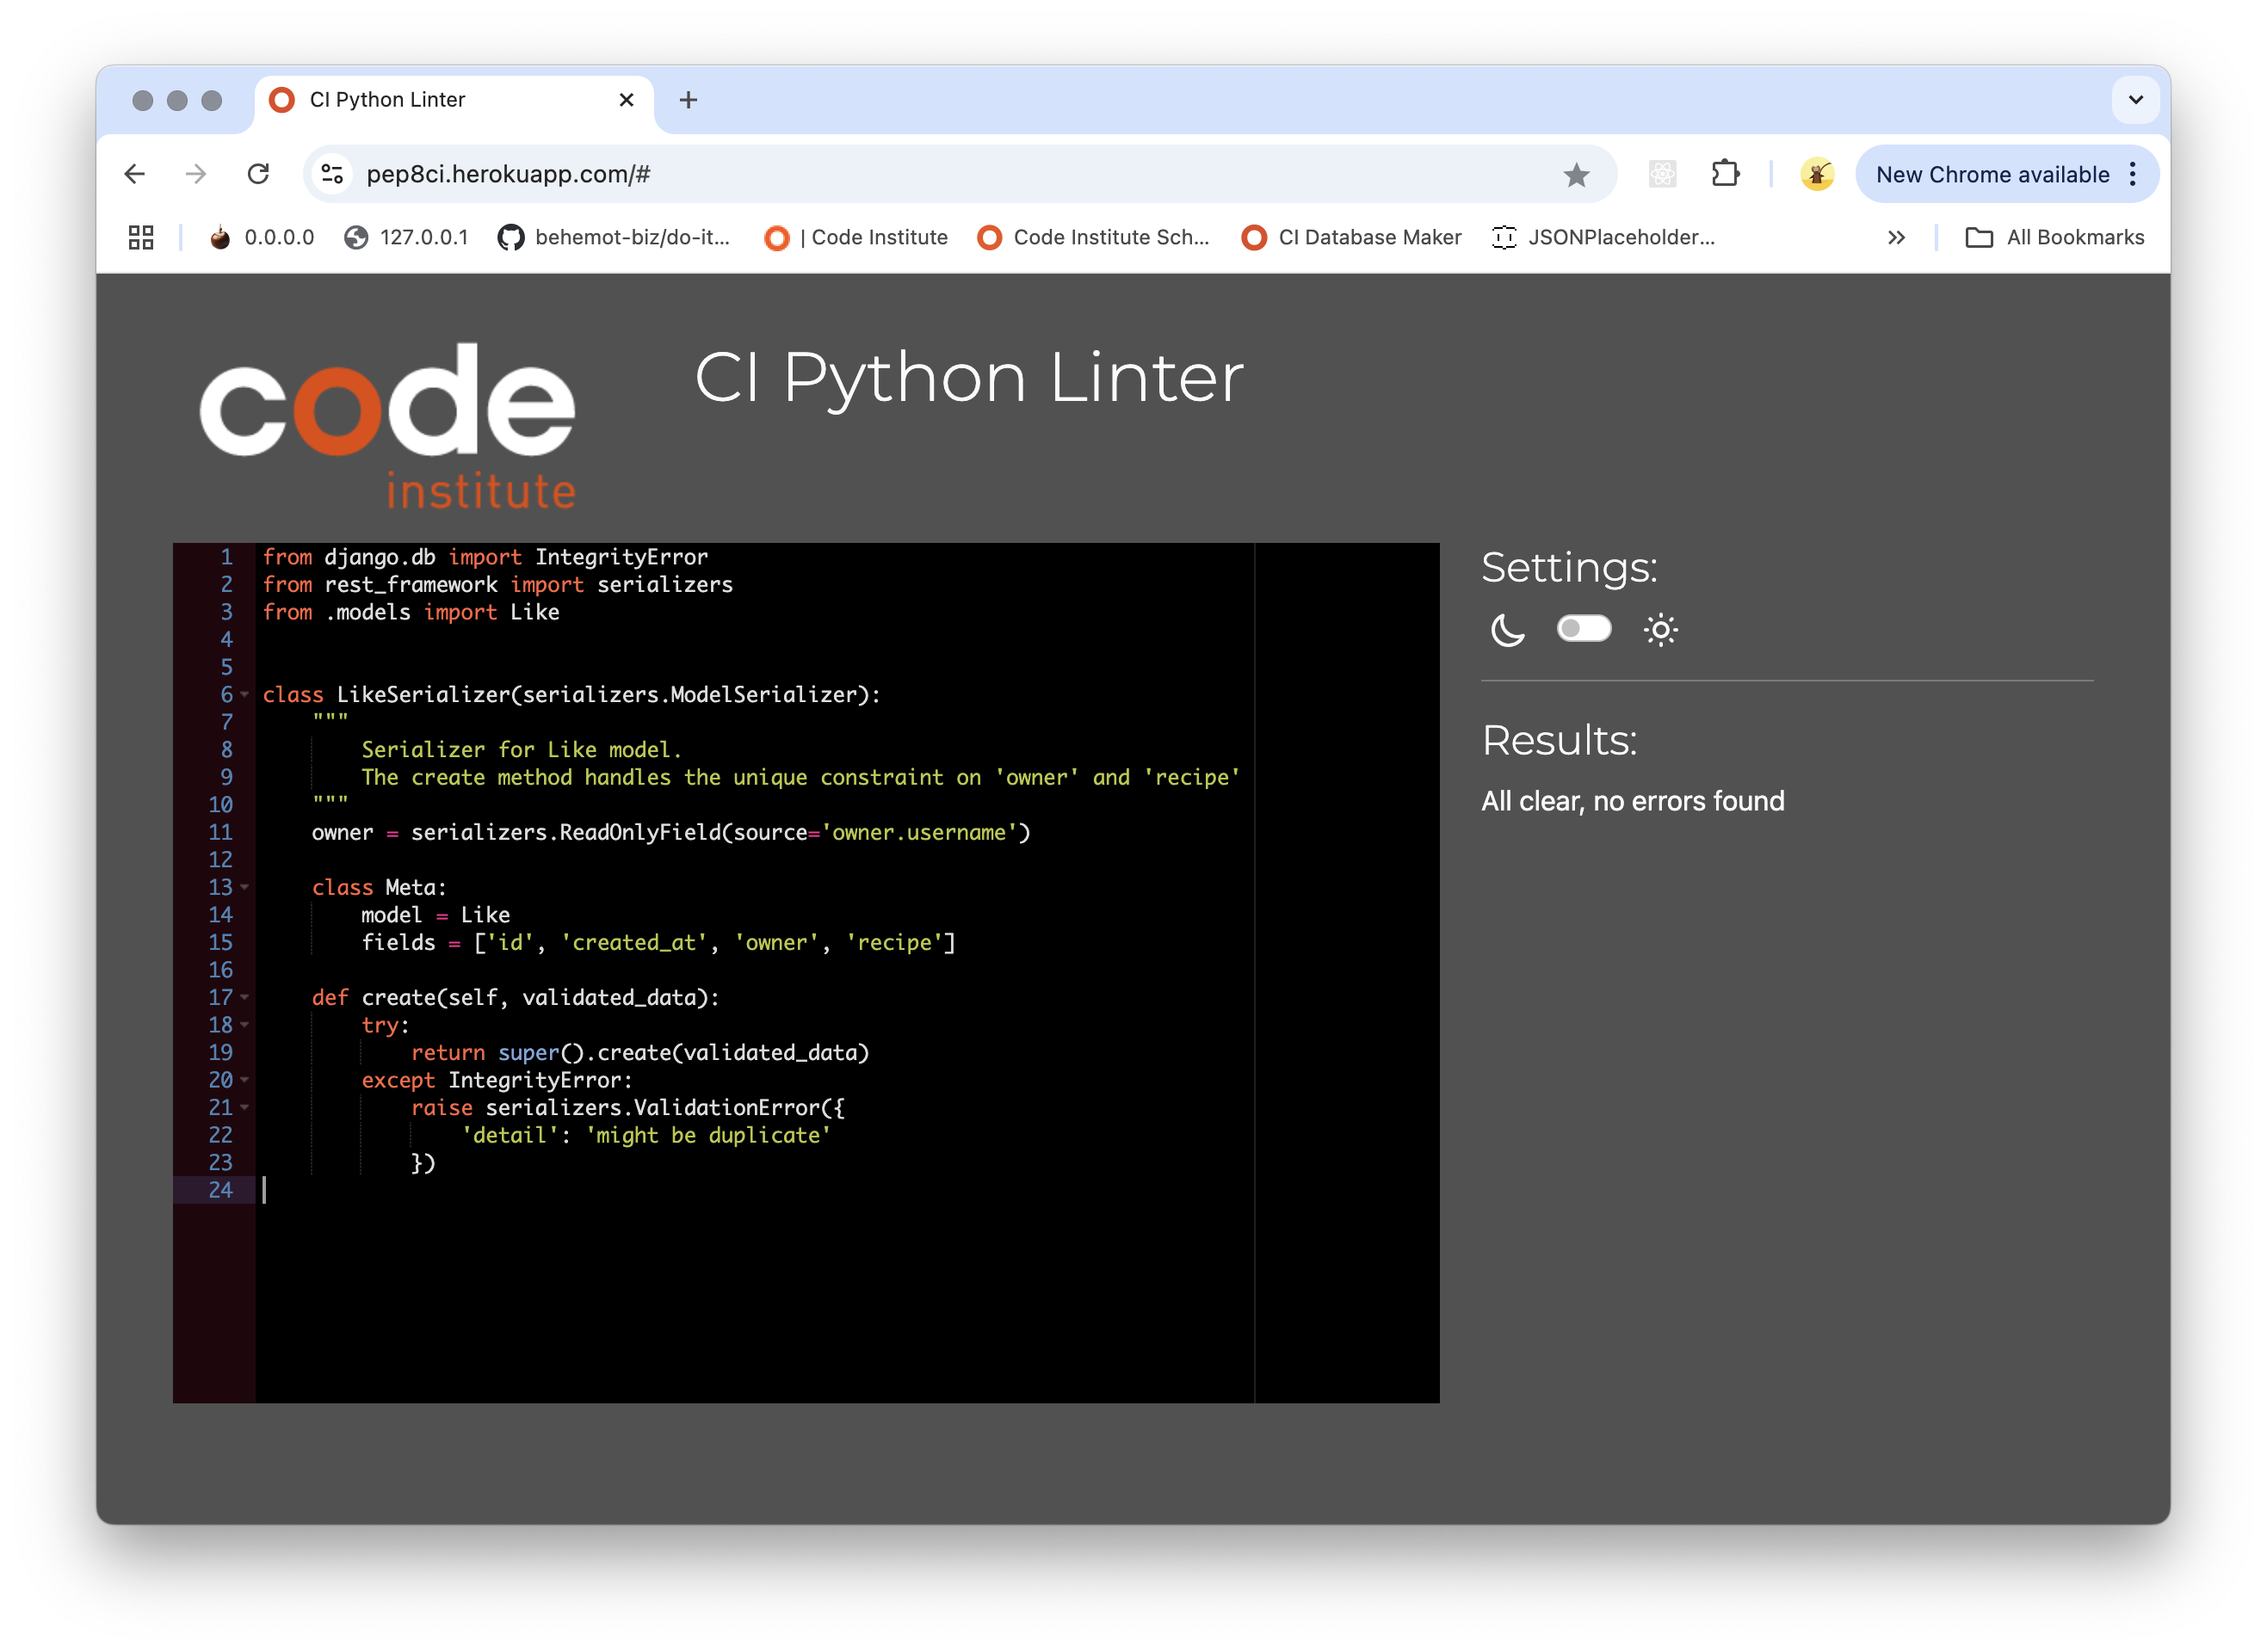 CI Python Linter
pep8ci.herokuapp.com/#
New Chrome available
0.0.0.0
127.0.0.1
behemot-biz/do-it...
| Code Institute
Code Institute Sch...
CI Database Maker
JSONPlaceholder...
All Bookmarks
code
institute
CI Python Linter
1 from django.db import IntegrityError
2 from rest_framework import serializers
3 from .models import Like
4
5
6 class LikeSerializer(serializers.ModelSerializer):
7     """
8         Serializer for Like model.
9         The create method handles the unique constraint on 'owner' and 'recipe'
10     """
11     owner = serializers.ReadOnlyField(source='owner.username')
12
13     class Meta:
14         model = Like
15         fields = ['id', 'created_at', 'owner', 'recipe']
16
17     def create(self, validated_data):
18         try:
19             return super().create(validated_data)
20         except IntegrityError:
21             raise serializers.ValidationError({
22                 'detail': 'might be duplicate'
23             })
24
Settings:
Results:
All clear, no errors found